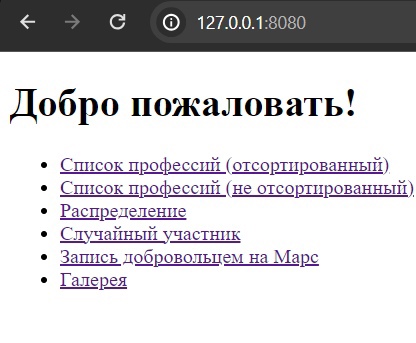 127.0.0.1:8080
Добро пожаловать!
Список профессий (отсортированный)
Список профессий (не отсортированный)
Распределение
Случайный участник
Запись добровольцем на Марс
Галерея